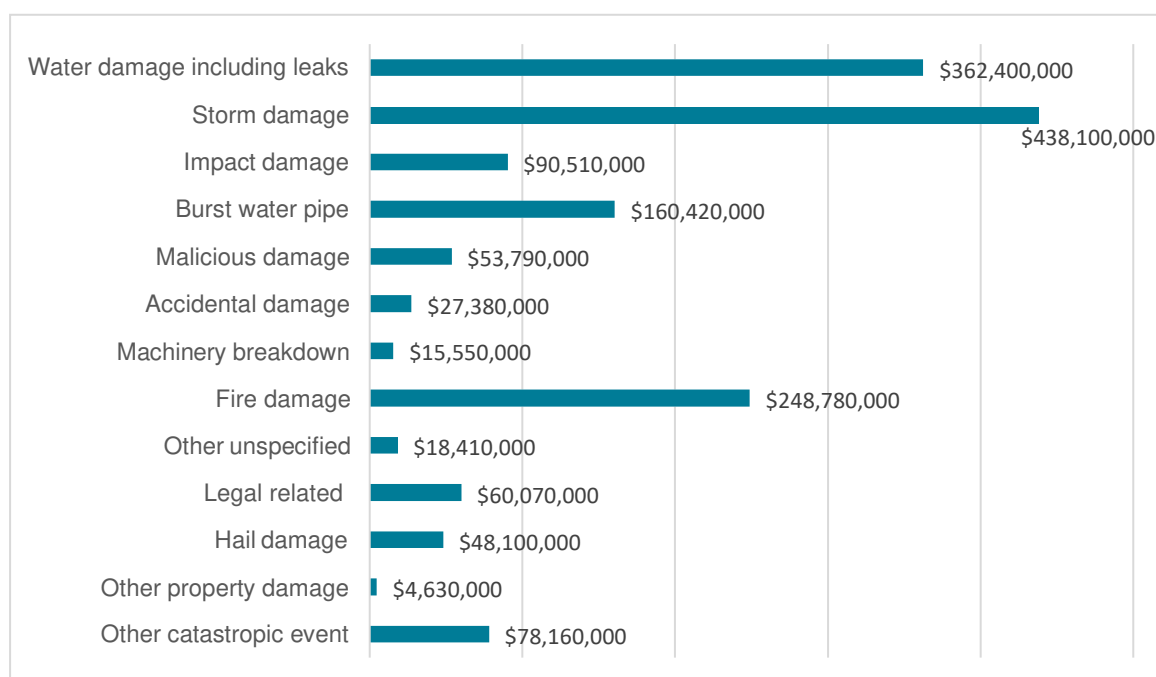 Water damage including leaks $362,400,000
Storm damage $438,100,000
Impact damage $90,510,000
Burst water pipe $160,420,000
Malicious damage $53,790,000
Accidental damage $27,380,000
Machinery breakdown $15,550,000
Fire damage $248,780,000
Other unspecified $18,410,000
Legal related $60,070,000
Hail damage $48,100,000
Other property damage $4,630,000
Other catastropic event $78,160,000